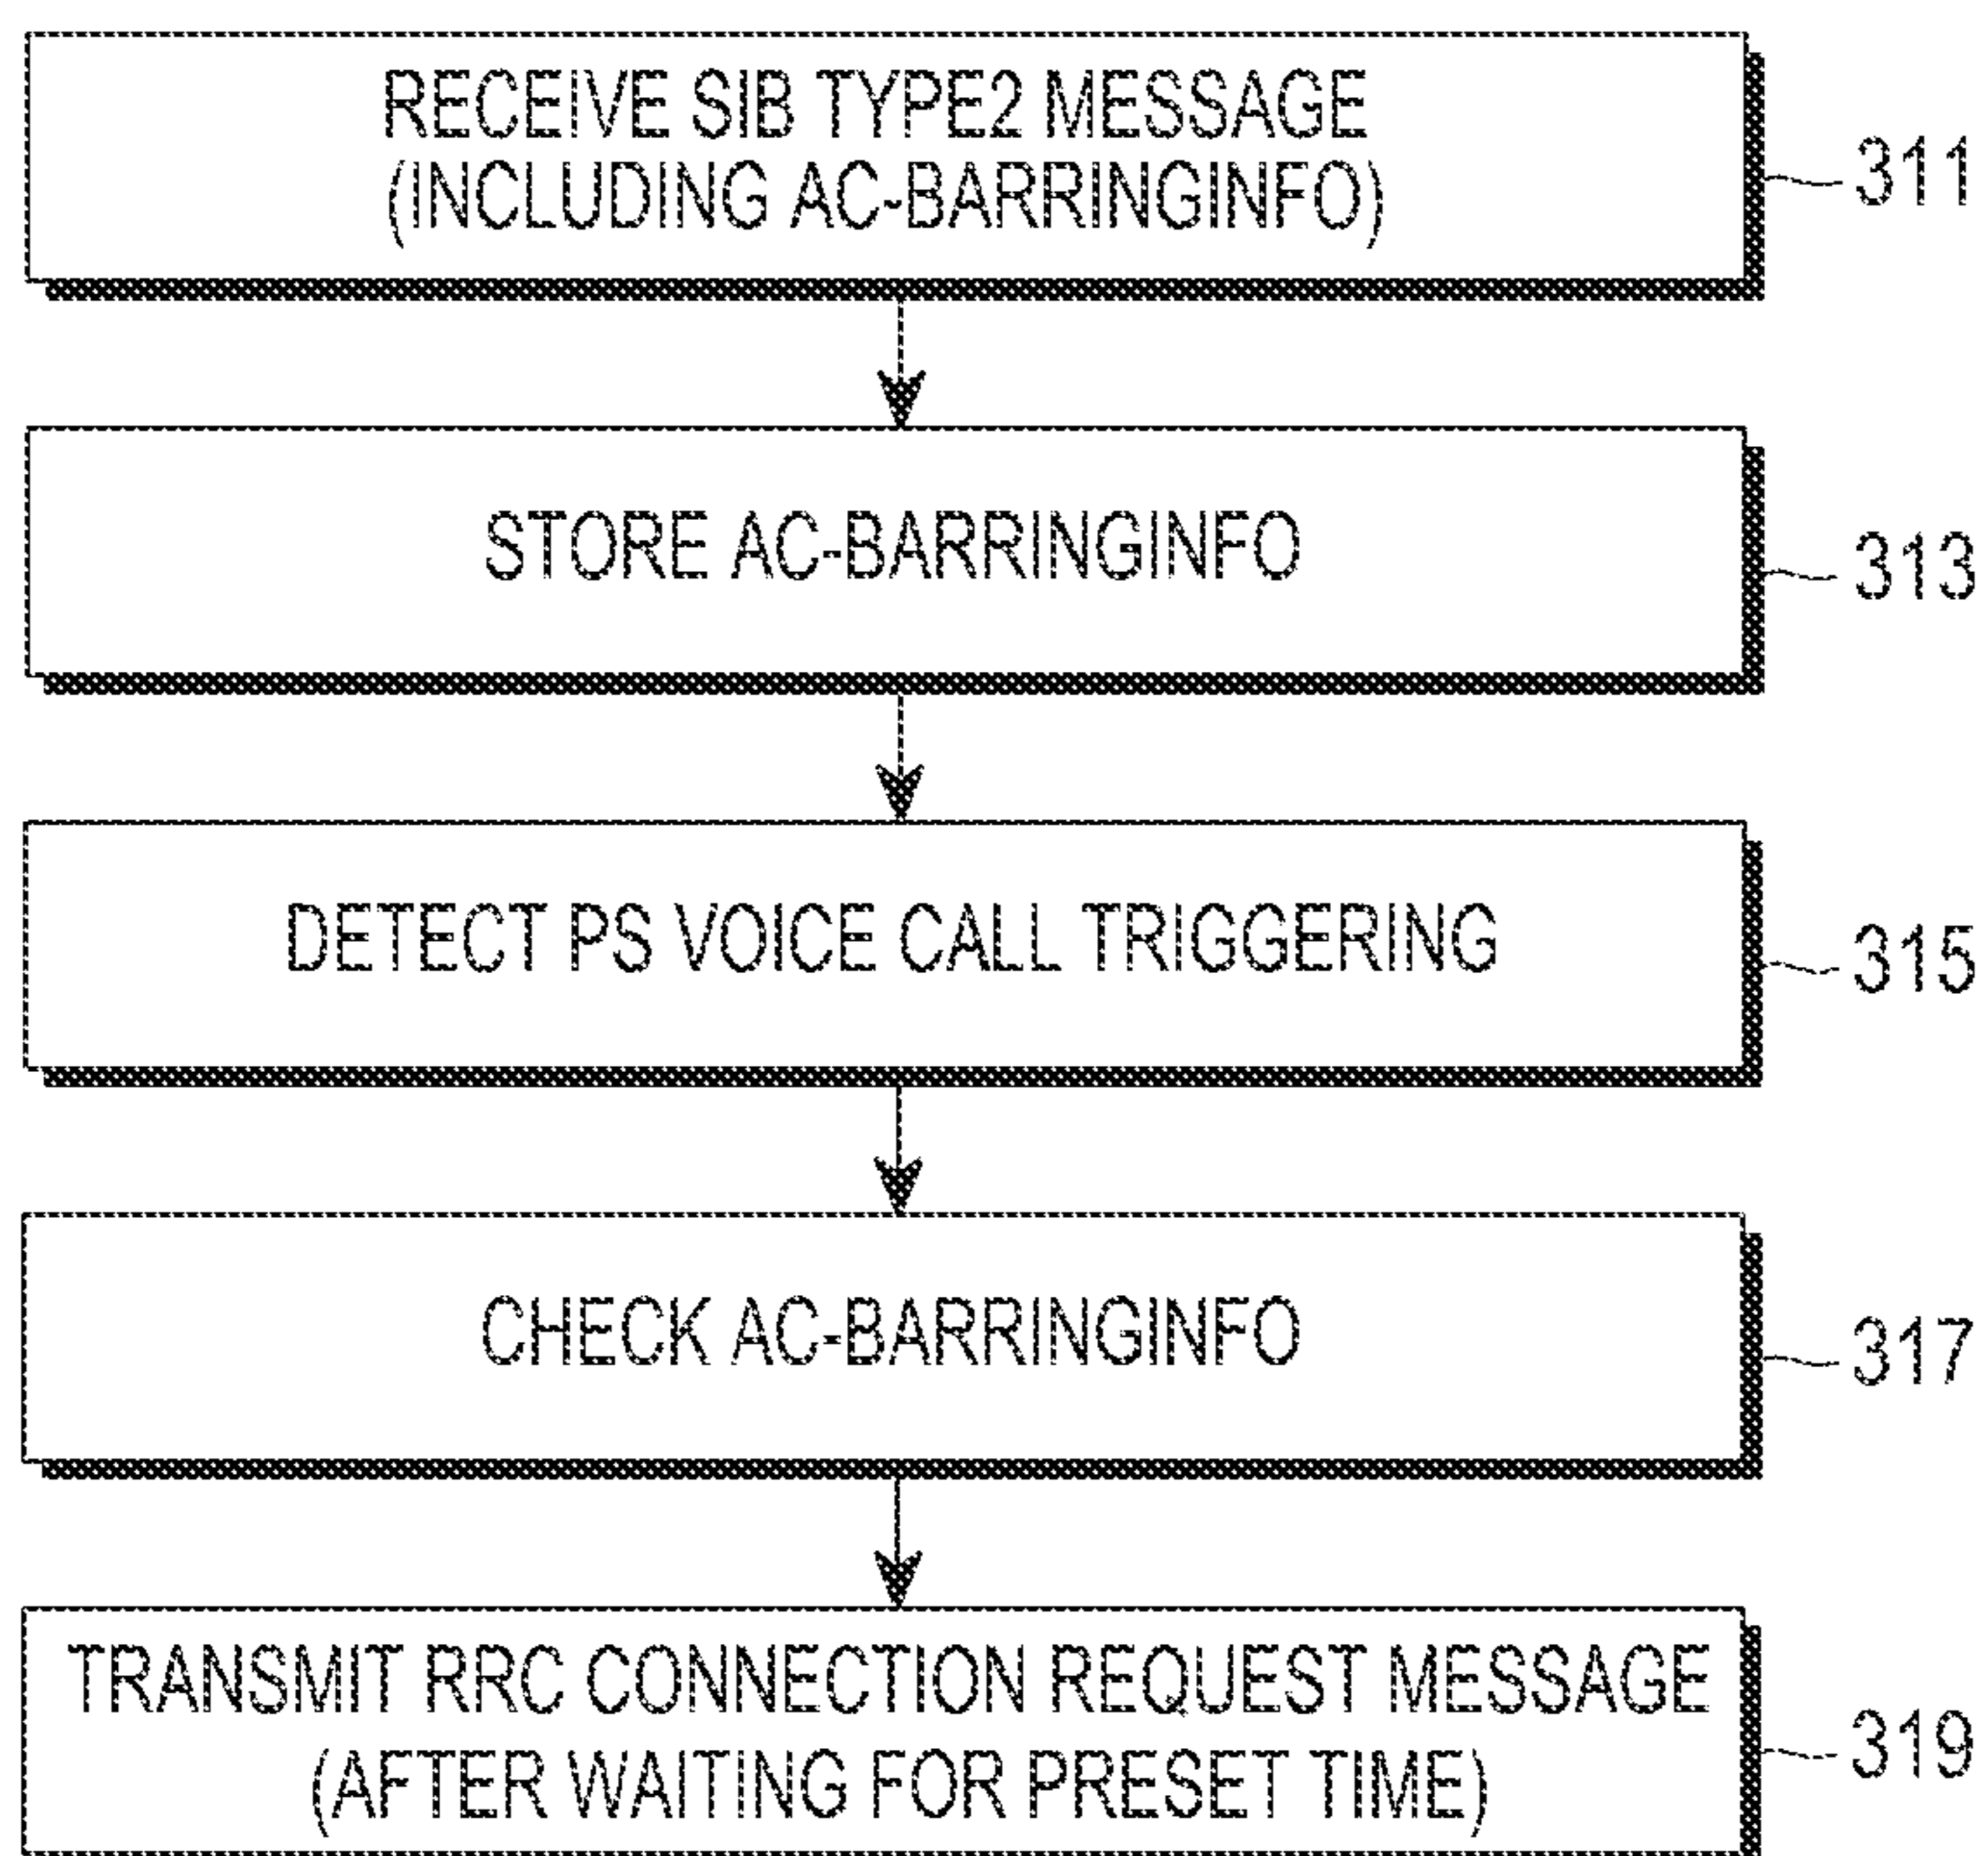 RECEIVE SIB TYPE2 MESSAGE
(INCLUDING AC-BARRINGINFO)
311
STORE AC-BARRINGINFO
313
DETECT PS VOICE CALL TRIGGERING
315
CHECK AC-BARRINGINFO
317
TRANSMIT RRC CONNECTION REQUEST MESSAGE
(AFTER WAITING FOR PRESET TIME)
319